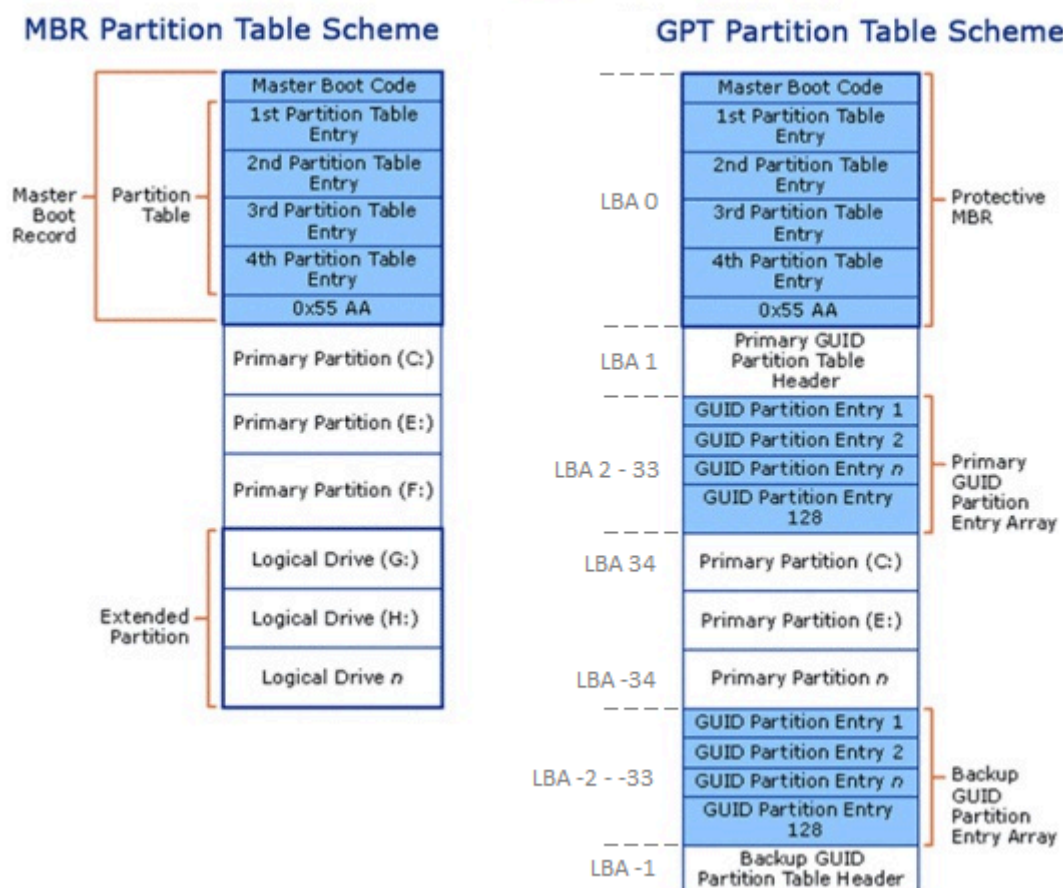 MBR Partition Table Scheme
Master Boot Code
1st Partition Table
Entry
2nd Partition Table
Entry
3rd Partition Table
Entry
4th Partition Table
Entry
0x55 AA
Master
Boot
Record
Partition
Table
Primary Partition (C:)
Primary Partition (E:)
Primary Partition (F:)
Logical Drive (G:)
Logical Drive (H:)
Logical Drive n
Extended
Partition
GPT Partition Table Scheme
LBA 0
Master Boot Code
1st Partition Table
Entry
2nd Partition Table
Entry
3rd Partition Table
Entry
4th Partition Table
Entry
0x55 AA
Protective
MBR
LBA 1
Primary GUID
Partition Table
Header
LBA 2 - 33
GUID Partition Entry 1
GUID Partition Entry 2
GUID Partition Entry n
GUID Partition Entry
128
Primary
GUID
Partition
Entry Array
LBA 34
Primary Partition (C:)
Primary Partition (E:)
LBA -34
Primary Partition n
LBA -2 - -33
GUID Partition Entry 1
GUID Partition Entry 2
GUID Partition Entry n
GUID Partition Entry
128
Backup
GUID
Partition
Entry Array
LBA -1
Backup GUID
Partition Table Header